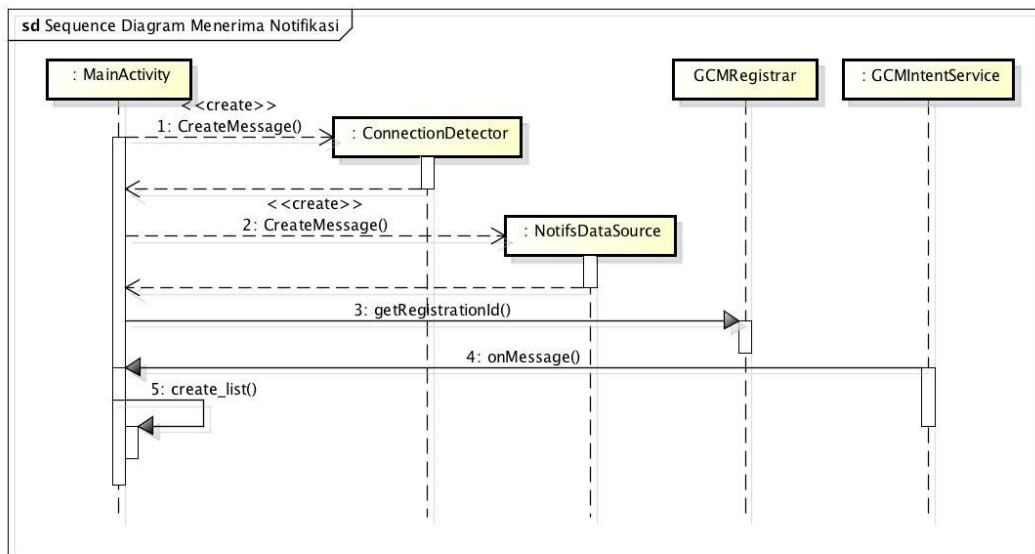 sd Sequence Diagram Menerima Notifikasi
: MainActivity
GCMRegistrar
: GCMIntentService
<<create>>
1: CreateMessage()
: ConnectionDetector
<<create>>
2: CreateMessage()
: NotifsDataSource
3: getRegistrationId()
4: onMessage()
5: create_list()